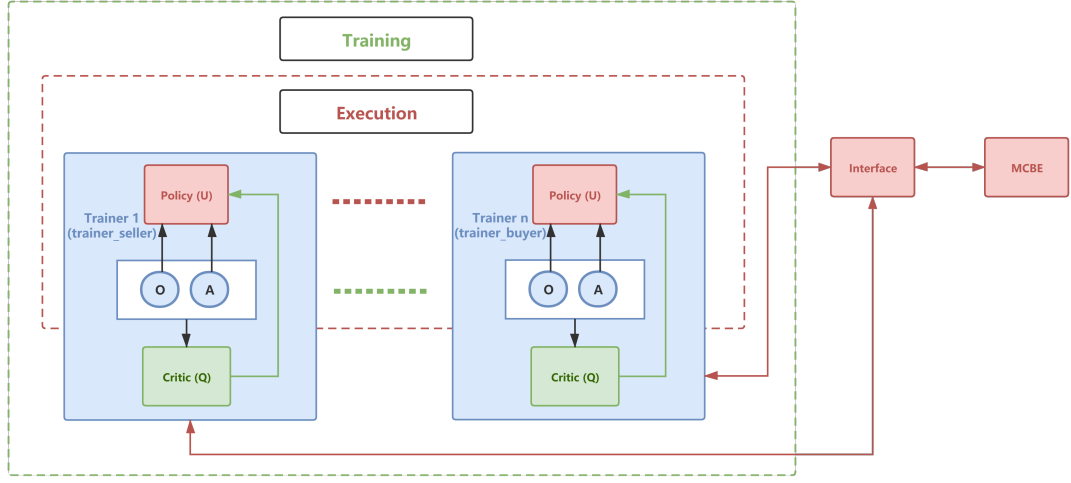 Training
Execution
Policy (U)
Trainer 1
(trainer_seller)
O
A
Critic (Q)
Policy (U)
Trainer n
(trainer_buyer)
O
A
Critic (Q)
Interface
MCBE